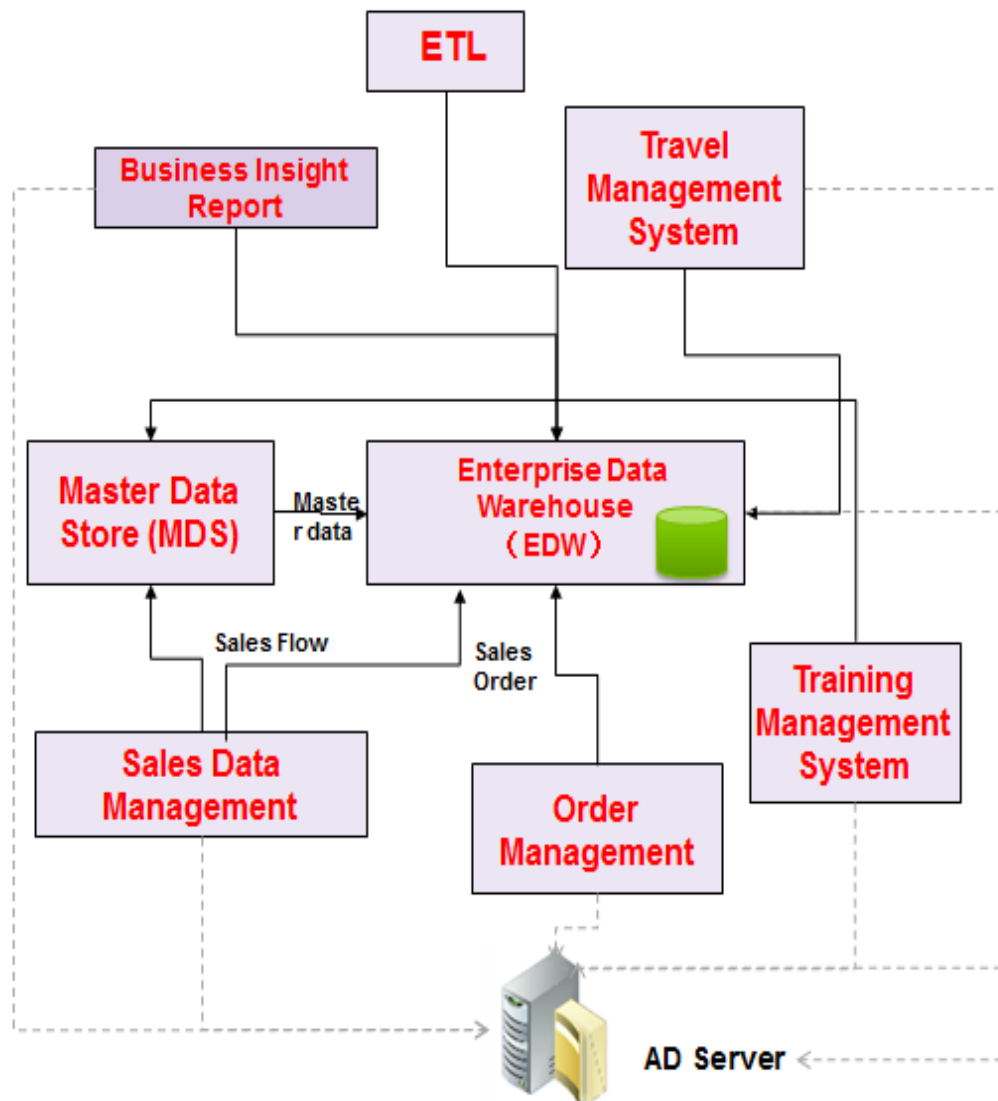 ETL
Travel
Management
System
Business Insight
Report
Master Data
Store (MDS)
Maste
r data
Enterprise Data
Warehouse
（EDW）
Sales Flow
Sales
Order
Training
Management
System
Sales Data
Management
Order
Management
AD Server